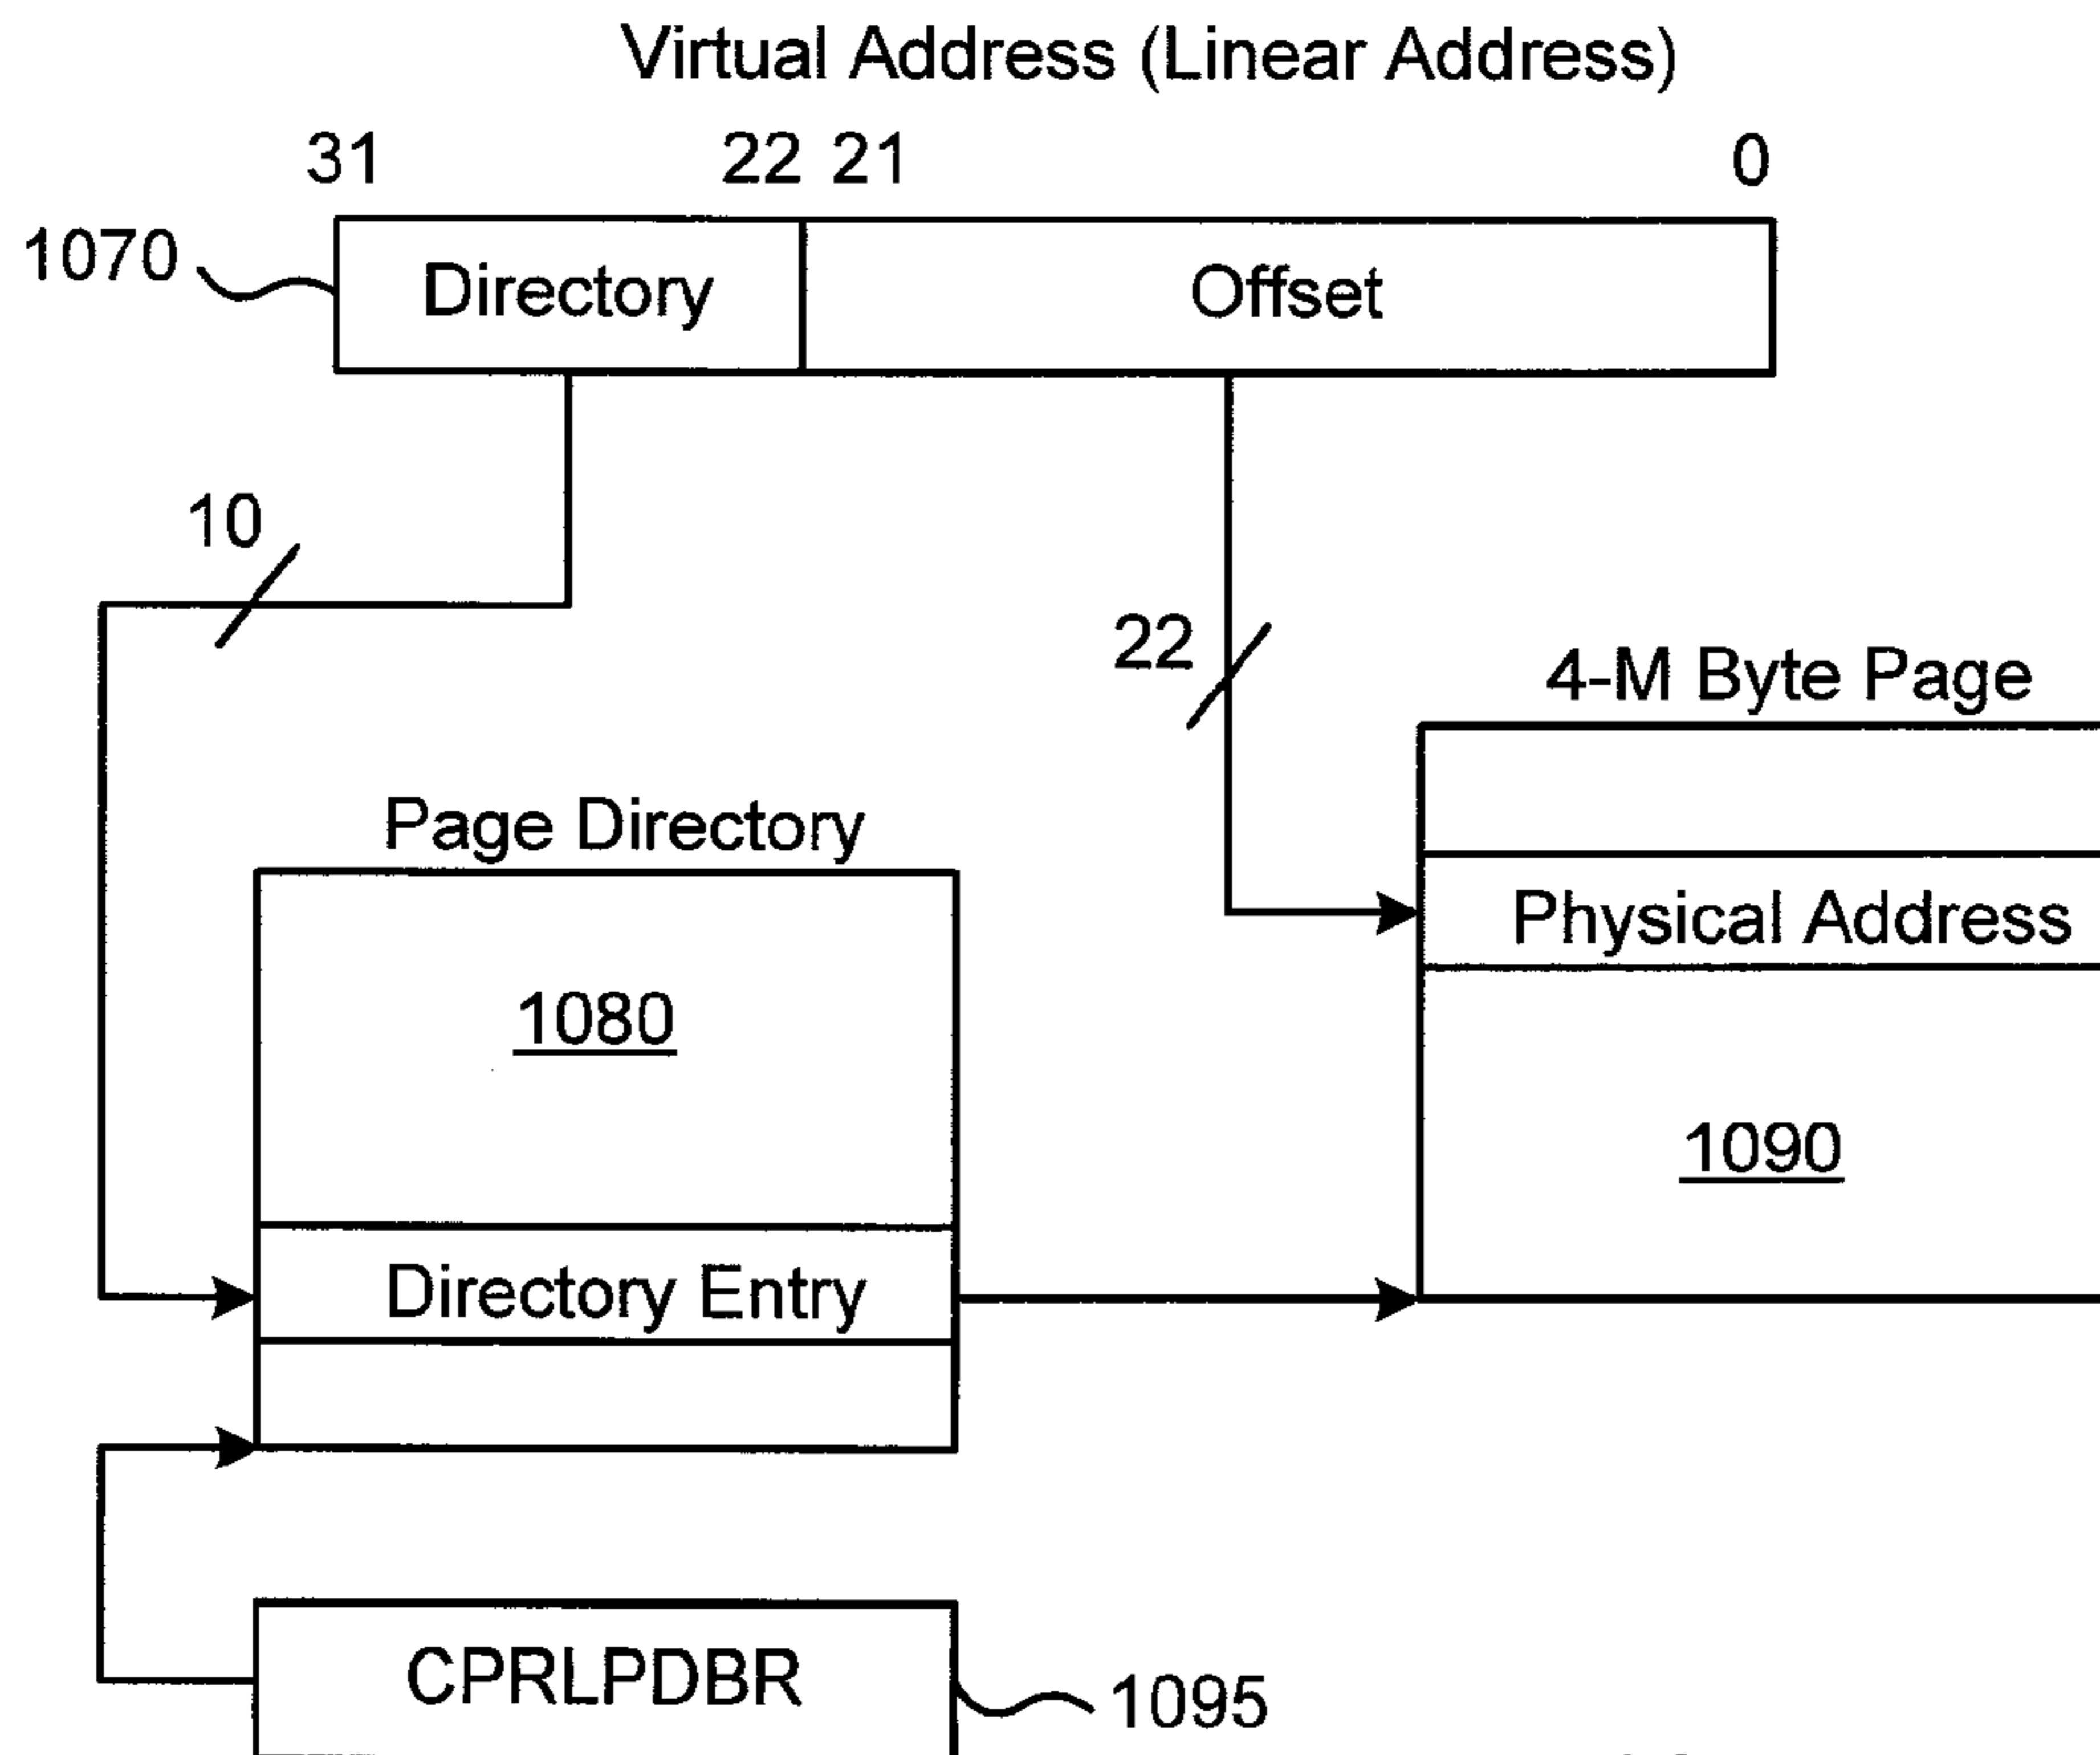 Virtual Address (Linear Address)
31 22 21 0
1070
Directory Offset
10
22
4-M Byte Page
Page Directory
Physical Address
1080
1090
Directory Entry
CPRLPDBR
1095